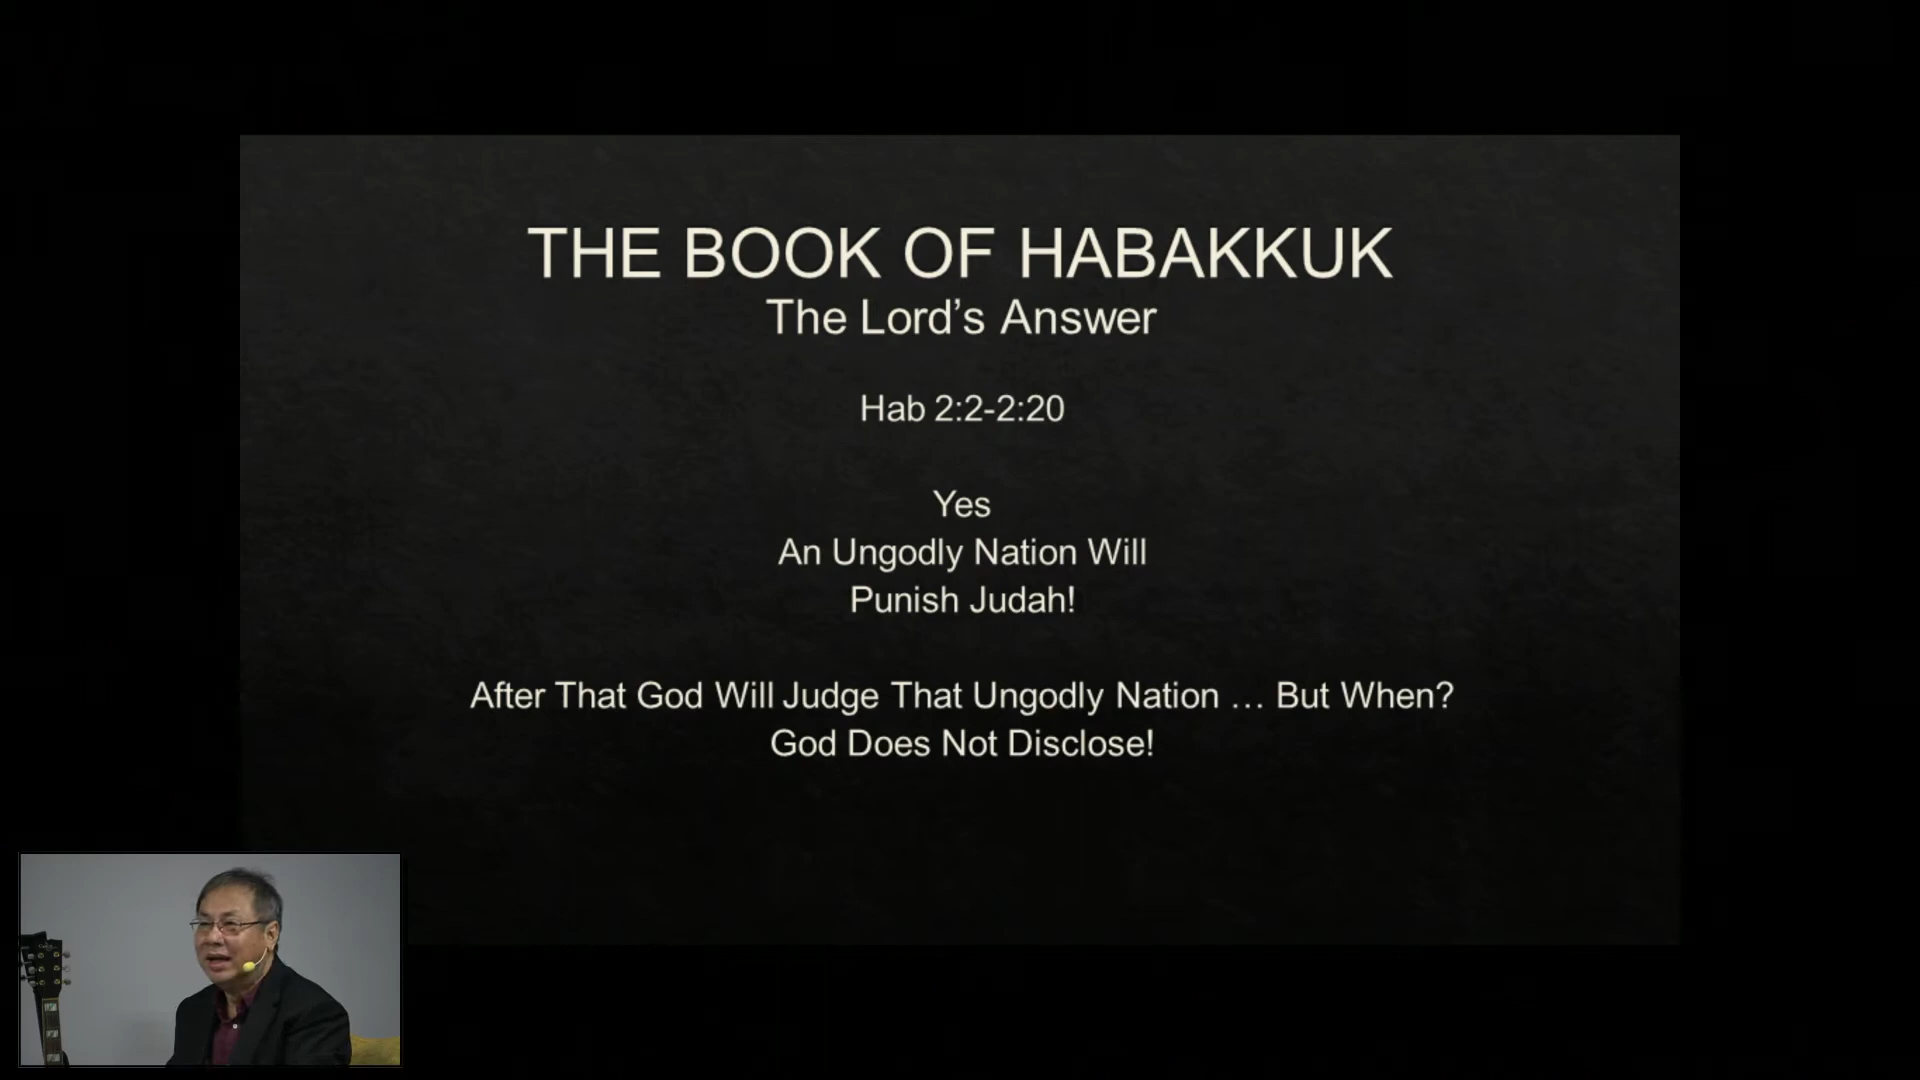 THE BOOK OF HABAKKUK
The Lord’s Answer
Hab 2:2-2:20
Yes
An Ungodly Nation Will
Punish Judah!
After That God Will Judge That Ungodly Nation … But When?
God Does Not Disclose!